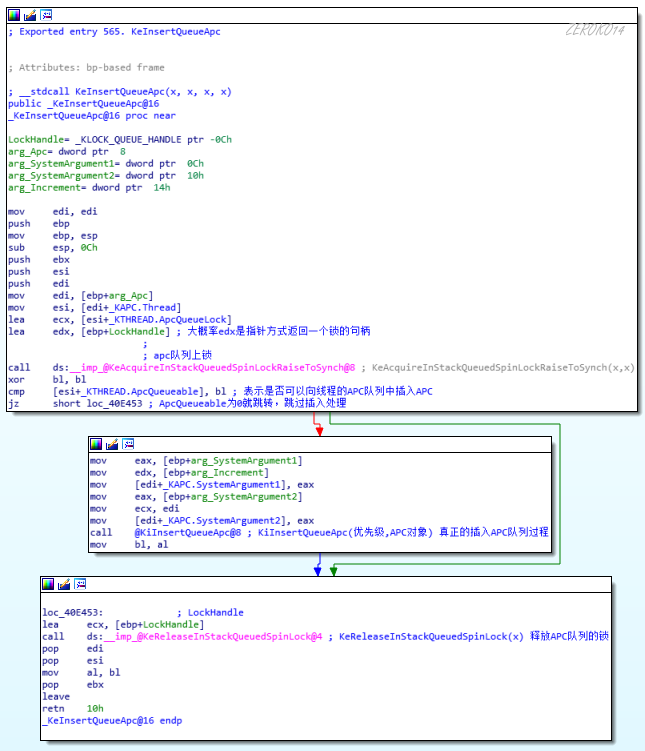 ; Exported entry 565. KeInsertQueueApc
CERUKU14
; Attributes: bp-based frame
; __stdcall KeInsertQueueApc(x, x, x, x)
public _KeInsertQueueApc@16
_KeInsertQueueApc@16 proc near
LockHandle= _KLOCK_QUEUE_HANDLE ptr -0Ch
arg_Apc= dword ptr  8
arg_SystemArgument1= dword ptr  0Ch
arg_SystemArgument2= dword ptr  10h
arg_Increment= dword ptr  14h
mov     edi, edi
push    ebp
mov     ebp, esp
sub     esp, 0Ch
push    ebx
push    esi
push    edi
mov     edi, [ebp+arg_Apc]
mov     esi, [edi+_KAPC.Thread]
lea     ecx, [esi+_KTHREAD.ApcQueueLock]
lea     edx, [ebp+LockHandle] ; 大概率edx是指针方式返回一个锁的句柄
;
; apc队列上锁
call    ds:__imp_@KeAcquireInStackQueuedSpinLockRaiseToSynch@8 ; KeAcquireInStackQueuedSpinLockRaiseToSynch(x,x)
xor     bl, bl
cmp     [esi+_KTHREAD.ApcQueueable], bl ; 表示是否可以向线程的APC队列中插入APC
jz      short loc_40E453 ; ApcQueueable为0就跳转，跳过插入处理
mov     eax, [ebp+arg_SystemArgument1]
mov     edx, [ebp+arg_Increment]
mov     [edi+_KAPC.SystemArgument1], eax
mov     eax, [ebp+arg_SystemArgument2]
mov     ecx, edi
mov     [edi+_KAPC.SystemArgument2], eax
call    @KiInsertQueueApc@8 ; KiInsertQueueApc(优先级,APC对象) 真正的插入APC队列过程
mov     bl, al
loc_40E453:             ; LockHandle
lea     ecx, [ebp+LockHandle]
call    ds:__imp_@KeReleaseInStackQueuedSpinLock@4 ; KeReleaseInStackQueuedSpinLock(x) 释放APC队列的锁
pop     edi
pop     esi
mov     al, bl
pop     ebx
leave
retn    10h
_KeInsertQueueApc@16 endp